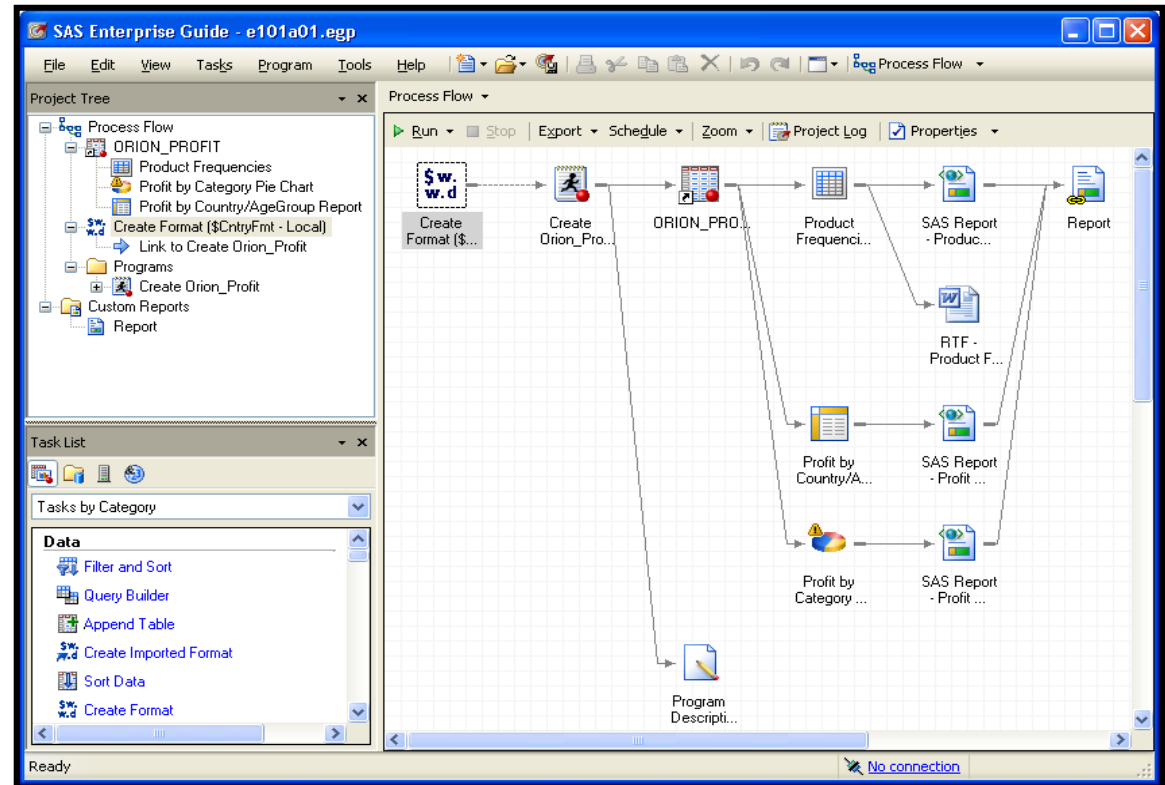 SAS Enterprise Guide - e101a01.egp
File Edit View Tasks Program Tools Help Process Flow
Project Tree
Process Flow
ORION_PROFIT
Product Frequencies
Profit by Category Pie Chart
Profit by Country/AgeGroup Report
Create Format ($CntryFmt - Local)
Link to Create Orion_Profit
Programs
Create Orion_Profit
Custom Reports
Report
Task List
Tasks by Category
Data
Filter and Sort
Query Builder
Append Table
Create Imported Format
Sort Data
Create Format
Process Flow
Run Stop Export Schedule Zoom Project Log Properties
$w.
w.d
Create
Format ($...
Create
Orion_Pro...
ORION_PRO...
Product
Frequenci...
SAS Report
- Produc...
Report
RTF -
Product F...
Profit by
Country/A...
SAS Report
- Profit ...
Profit by
Category ...
SAS Report
- Profit ...
Program
Descripti...
Ready
No connection